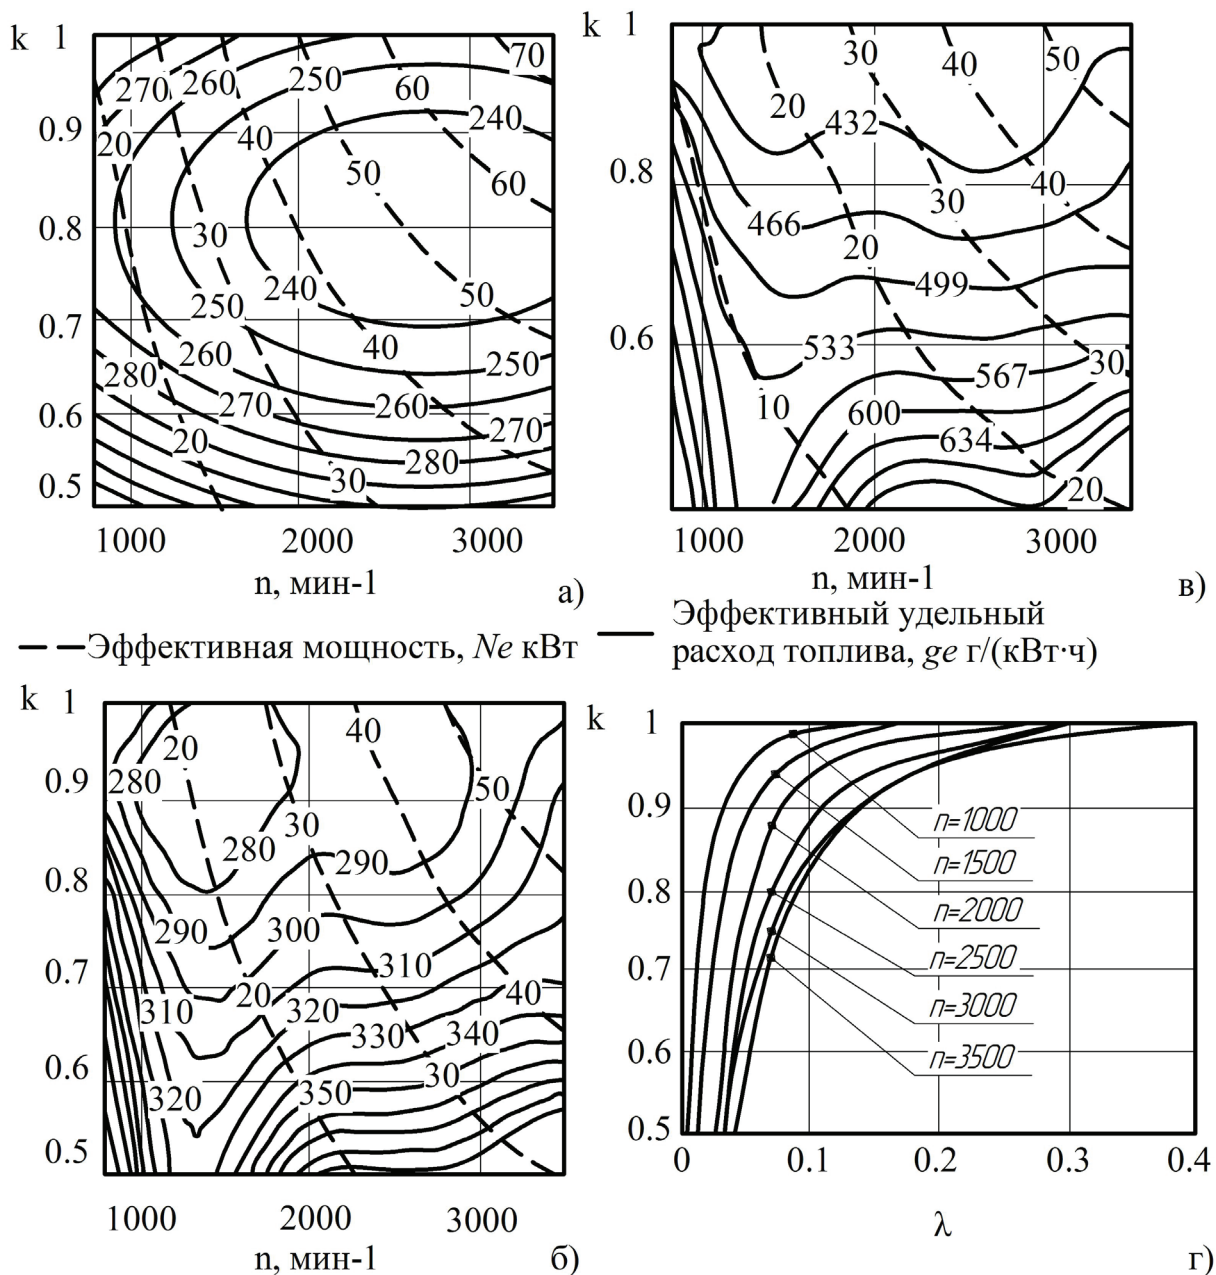 k 1
0.9
0.8
0.7
0.6
0.5
270 260 250 60 70
20 40 240
50 60
30
250 240 50
260 40 250
280 270 260 270
20 30 280
1000 2000 3000
n, мин-1
а)
k 1
0.8
0.6
30 40 50
20 432
30 40
466 20
499
533 567 30
10 600 634
20
1000 2000 3000
n, мин-1
в)
Эффективная мощность, Ne кВт
Эффективный удельный
расход топлива, ge г/(кВт·ч)
k 1
0.9
0.8
0.7
0.6
0.5
20 40
280 50
30
280 290
290 300
310
20 40
310 320 330 340
30
320 350
1000 2000 3000
n, мин-1
б)
k 1
0.9
0.8
0.7
0.6
0.5
n=1000
n=1500
n=2000
n=2500
n=3000
n=3500
0 0.1 0.2 0.3 0.4
λ
г)